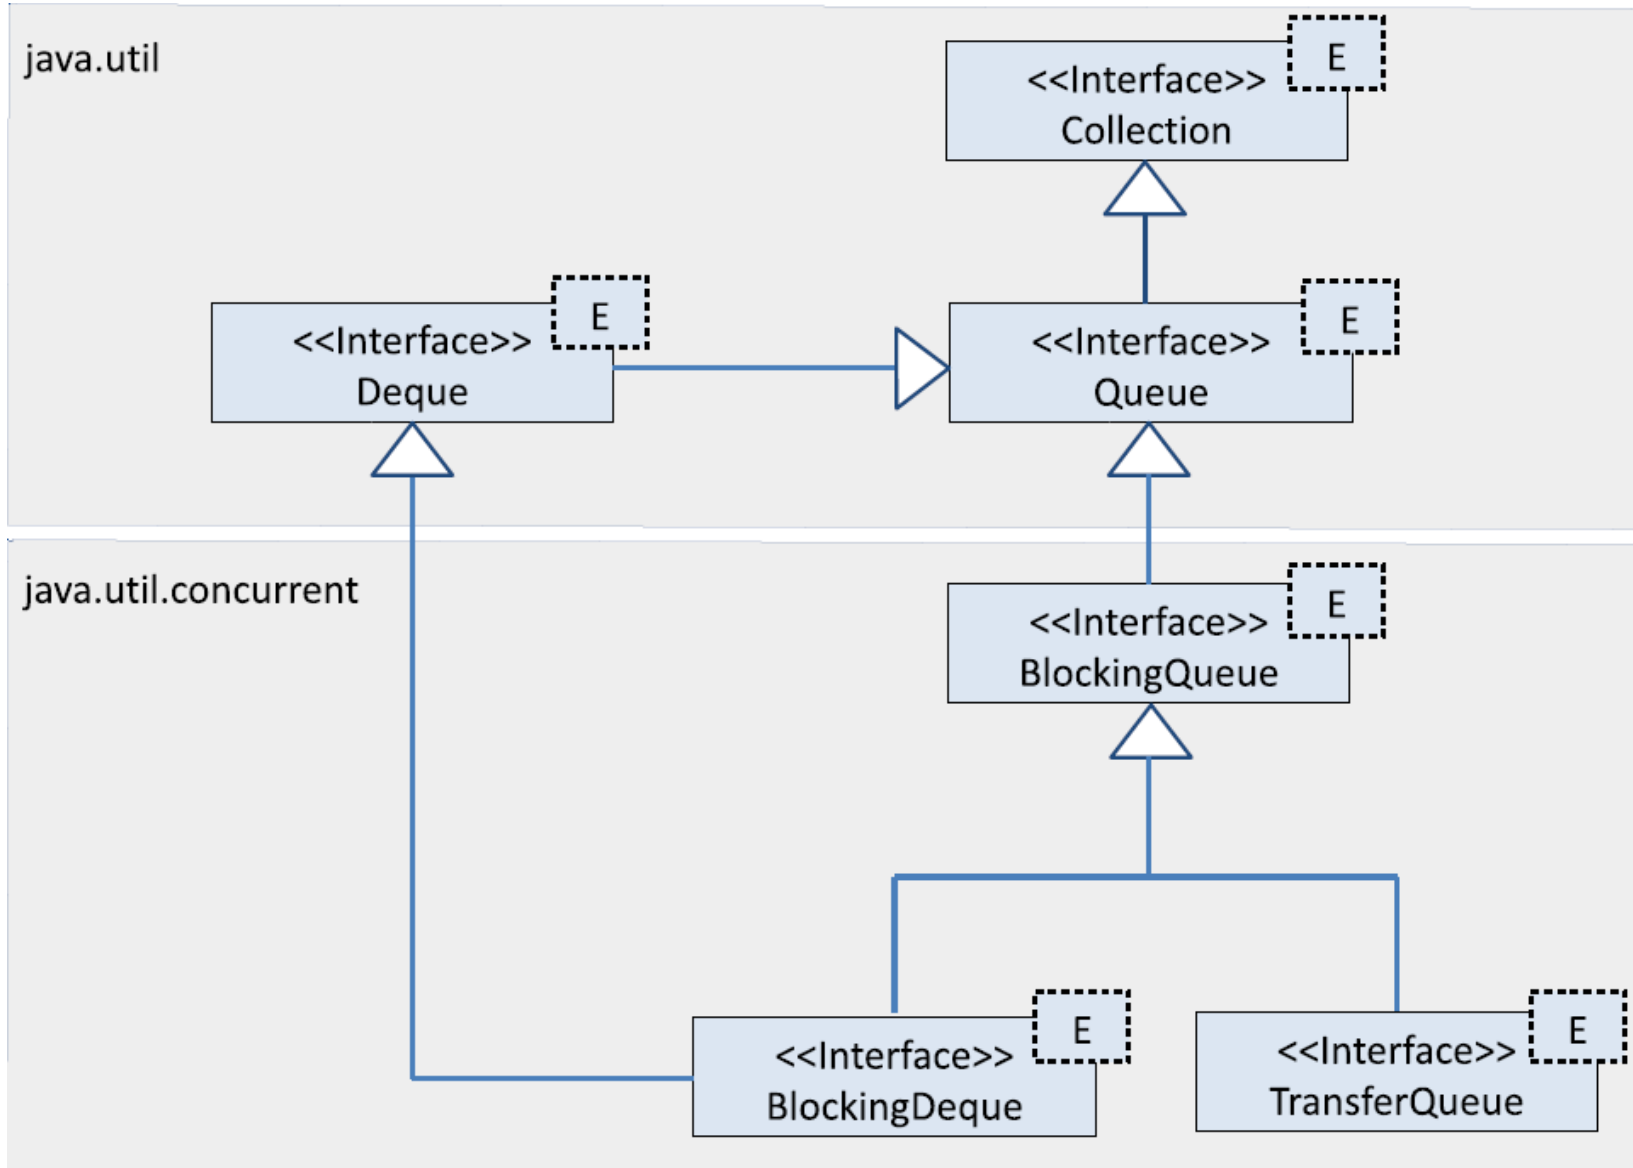 java.util
E
<<Interface>>
Collection
E
<<Interface>>
Deque
E
<<Interface>>
Queue
java.util.concurrent
E
<<Interface>>
BlockingQueue
E
<<Interface>>
BlockingDeque
E
<<Interface>>
TransferQueue